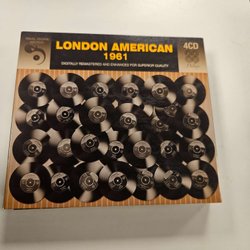 LONDON AMERICAN
1961
DIGITALLY REMASTERED AND ENHANCED FOR SUPERIOR QUALITY
4CD